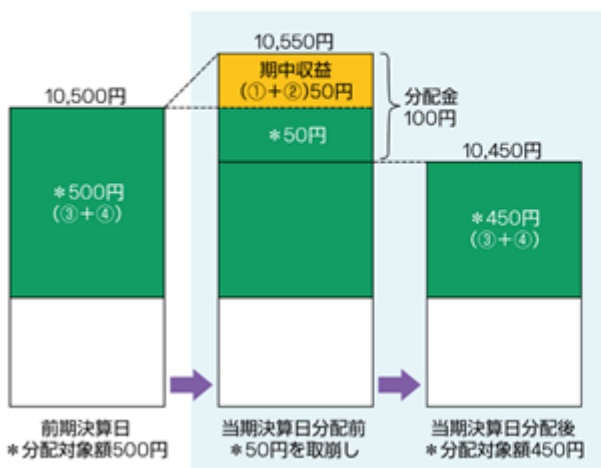 10,500円
＊500円
(③＋④)
前期決算日
＊分配対象額500円
10,550円
期中収益
(①＋②)50円
＊50円
分配金
100円
当期決算日分配前
＊50円を取崩し
10,450円
＊450円
(③＋④)
当期決算日分配後
＊分配対象額450円